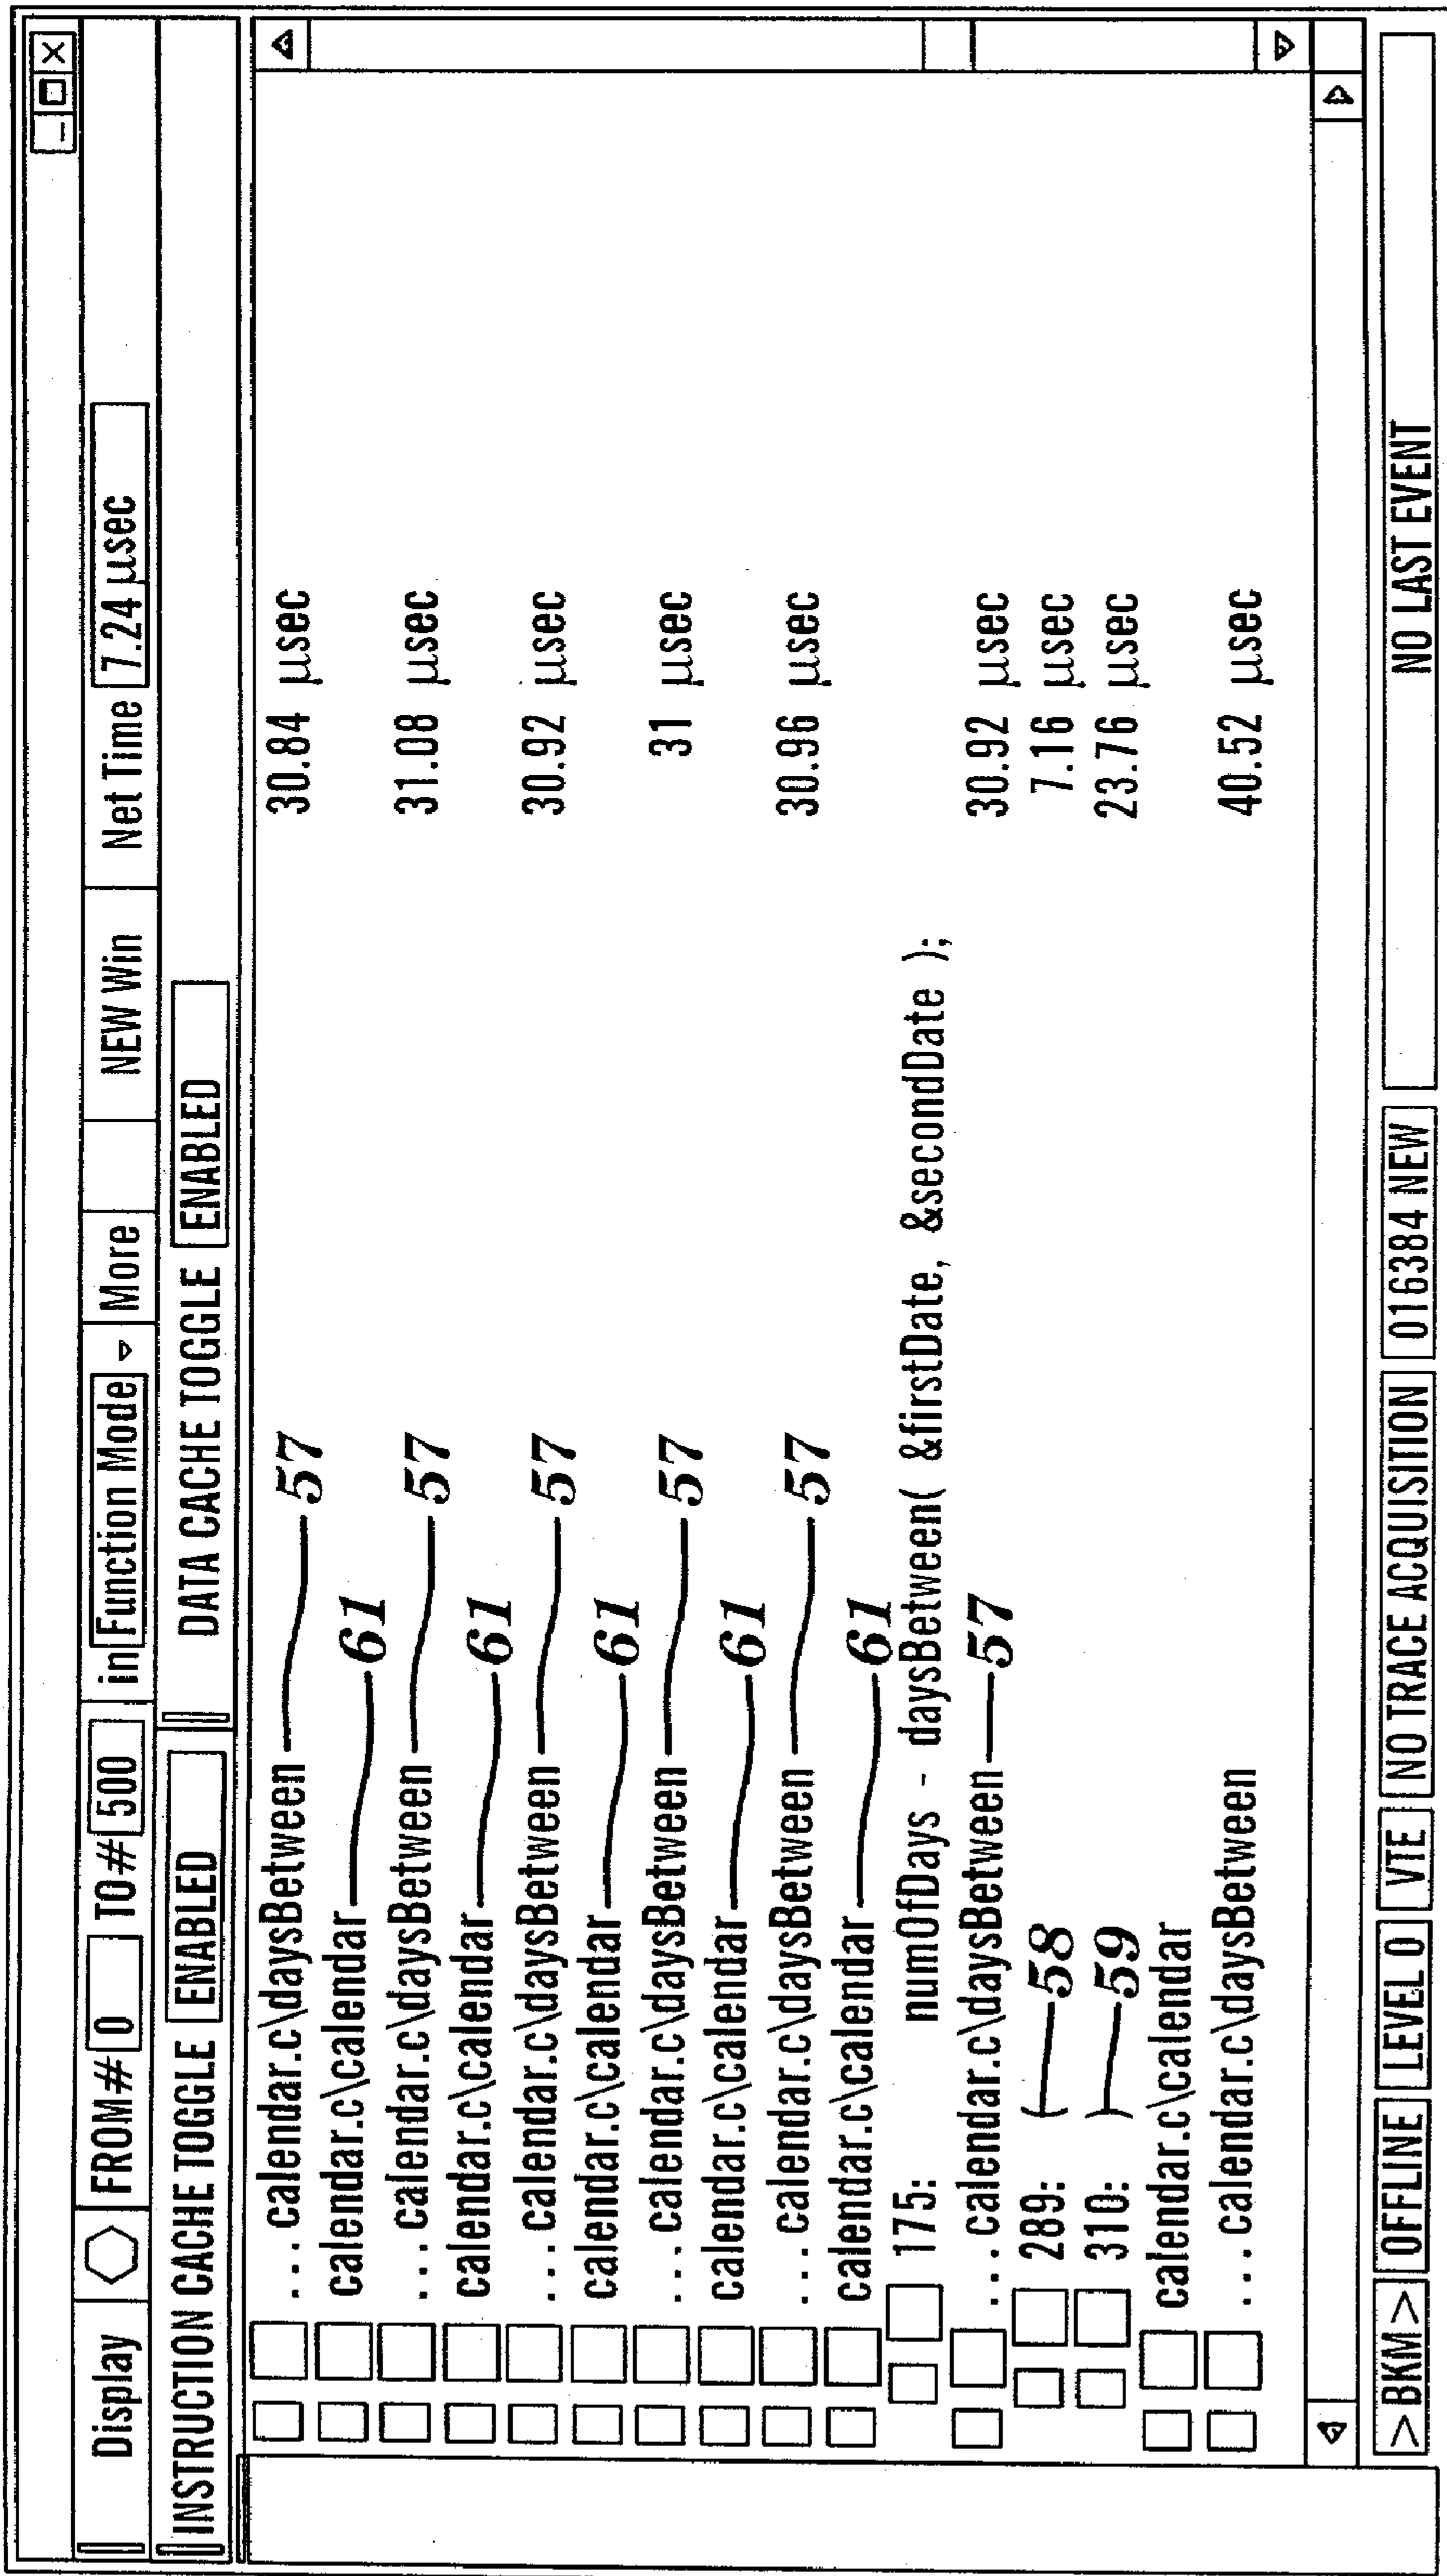 Display FROM# 0 TO# 500 in Function Mode More NEW Win Net Time 7.24 µsec
INSTRUCTION CACHE TOGGLE ENABLED DATA CACHE TOGGLE ENABLED
... calendar.c\daysBetween 57 30.84 µsec
calendar.c\calendar 61
... calendar.c\daysBetween 57 31.08 µsec
calendar.c\calendar 61
... calendar.c\daysBetween 57 30.92 µsec
calendar.c\calendar 61
... calendar.c\daysBetween 57 31 µsec
calendar.c\calendar 61
... calendar.c\daysBetween 57 30.96 µsec
calendar.c\calendar 61
175: numOfDays - daysBetween( &firstDate, &secondDate );
... calendar.c\daysBetween 57 30.92 µsec
289: ( 58 7.16 µsec
310: ) 59 23.76 µsec
calendar.c\calendar
... calendar.c\daysBetween 40.52 µsec
>BKM> OFFLINE LEVEL 0 VTE NO TRACE ACQUISITION 016384 NEW NO LAST EVENT